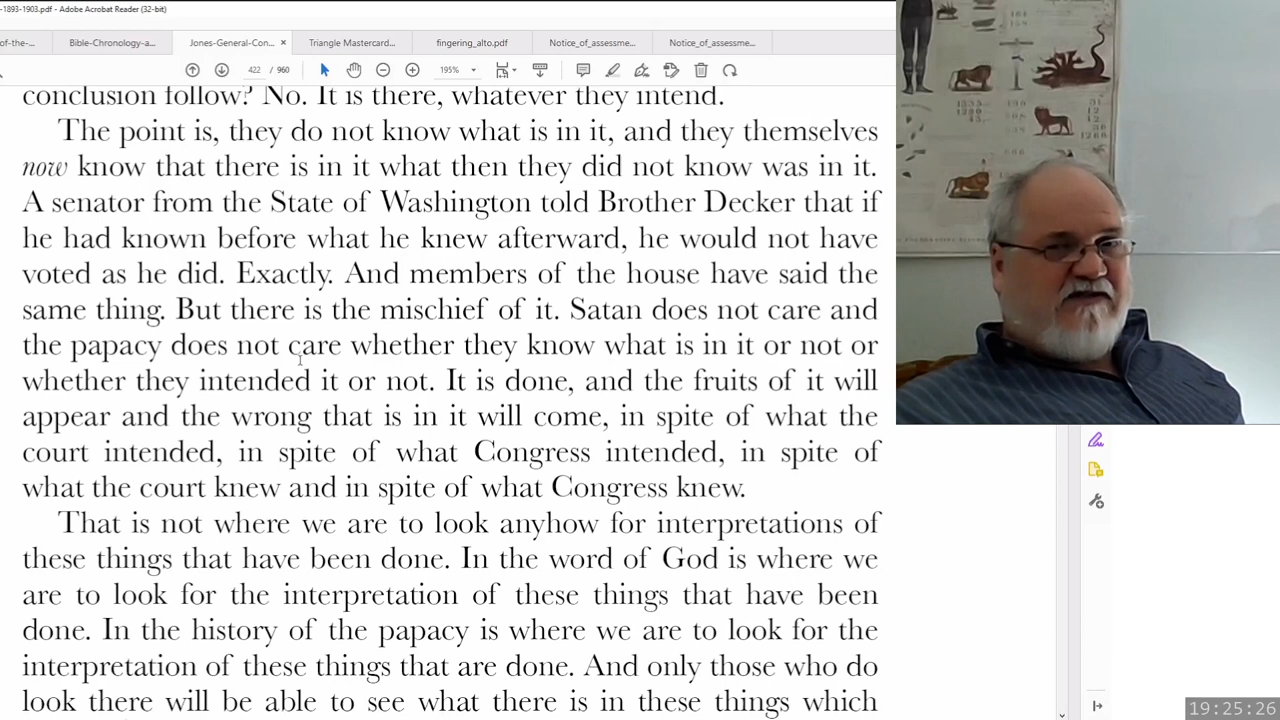 -1893-1903.pdf - Adobe Acrobat Reader (32-bit)
of-the-...
Bible-Chronology-a...
Jones-General-Con...
Triangle Mastercard...
fingering_alto.pdf
Notice_of_assessme...
Notice_of_assessme...
422 / 960
195%
conclusion follow? No. It is there, whatever they intend.
The point is, they do not know what is in it, and they themselves
now know that there is in it what then they did not know was in it.
A senator from the State of Washington told Brother Decker that if
he had known before what he knew afterward, he would not have
voted as he did. Exactly. And members of the house have said the
same thing. But there is the mischief of it. Satan does not care and
the papacy does not care whether they know what is in it or not or
whether they intended it or not. It is done, and the fruits of it will
appear and the wrong that is in it will come, in spite of what the
court intended, in spite of what Congress intended, in spite of
what the court knew and in spite of what Congress knew.
That is not where we are to look anyhow for interpretations of
these things that have been done. In the word of God is where we
are to look for the interpretation of these things that have been
done. In the history of the papacy is where we are to look for the
interpretation of these things that are done. And only those who do
look there will be able to see what there is in these things which
19:25:26